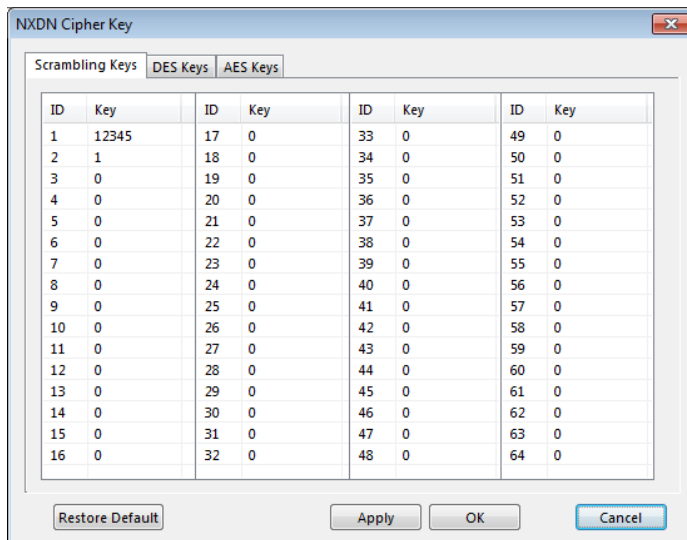 NXDN Cipher Key
Scrambling Keys DES Keys AES Keys
ID Key ID Key ID Key ID Key
1 12345 17 0 33 0 49 0
2 1 18 0 34 0 50 0
3 0 19 0 35 0 51 0
4 0 20 0 36 0 52 0
5 0 21 0 37 0 53 0
6 0 22 0 38 0 54 0
7 0 23 0 39 0 55 0
8 0 24 0 40 0 56 0
9 0 25 0 41 0 57 0
10 0 26 0 42 0 58 0
11 0 27 0 43 0 59 0
12 0 28 0 44 0 60 0
13 0 29 0 45 0 61 0
14 0 30 0 46 0 62 0
15 0 31 0 47 0 63 0
16 0 32 0 48 0 64 0
Restore Default Apply OK Cancel